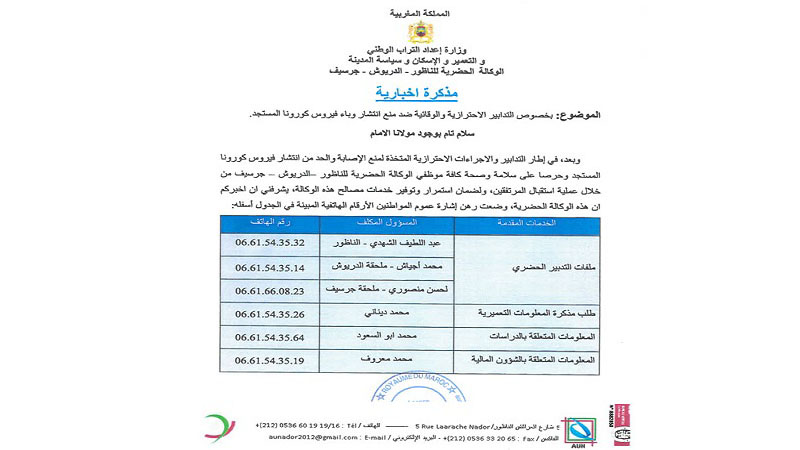 المملكة المغربية
وزارة إعداد التراب الوطني
و التعمير و الإسكان و سياسة المدينة
الوكالة الحضرية للناظور - الدريوش - جرسيف
مذكرة اخبارية
الموضوع: بخصوص التدابير الاحترازية والوقائية ضد منع انتشار وباء فيروس كورونا المستجد.
سلام تام بوجود مولانا الامام
وبعد، في إطار التدابير والاجراءات الاحترازية المتخذة لمنع الإصابة والحد من انتشار فيروس كورونا
المستجد وحرصا على سلامة وصحة كافة موظفي الوكالة الحضرية للناظور –الدريوش – جرسيف من
خلال عملية استقبال المرتفقين، ولضمان استمرار وتوفير خدمات مصالح هذه الوكالة، يشرفني ان اخبركم
ان هذه الوكالة الحضرية، وضعت رهن إشارة عموم المواطنين الأرقام الهاتفية المبينة في الجدول أسفله:
الخدمات المقدمة المسؤول المكلف رقم الهاتف
ملفات التدبير الحضري عبد اللطيف الشهدي - الناظور 06.61.54.35.32
محمد أجياش - ملحقة الدريوش 06.61.54.35.14
لحسن منصوري - ملحقة جرسيف 06.61.66.08.23
طلب مذكرة المعلومات التعميرية محمد ديناني 06.61.54.35.26
المعلومات المتعلقة بالدراسات محمد ابو السعود 06.61.54.35.64
المعلومات المتعلقة بالشؤون المالية محمد معروف 06.61.54.35.19
ROYAUME DU MAROC
5 شارع العرائش الناظور/ 5 Rue Laarache Nador — الهاتف / Tél : +(212) 0536 60 19 19/16
الفاكس/ Fax : +(212) 0536 33 20 65 - البريد الإلكتروني / E-mail : aunador2012@gmail.com
AUN